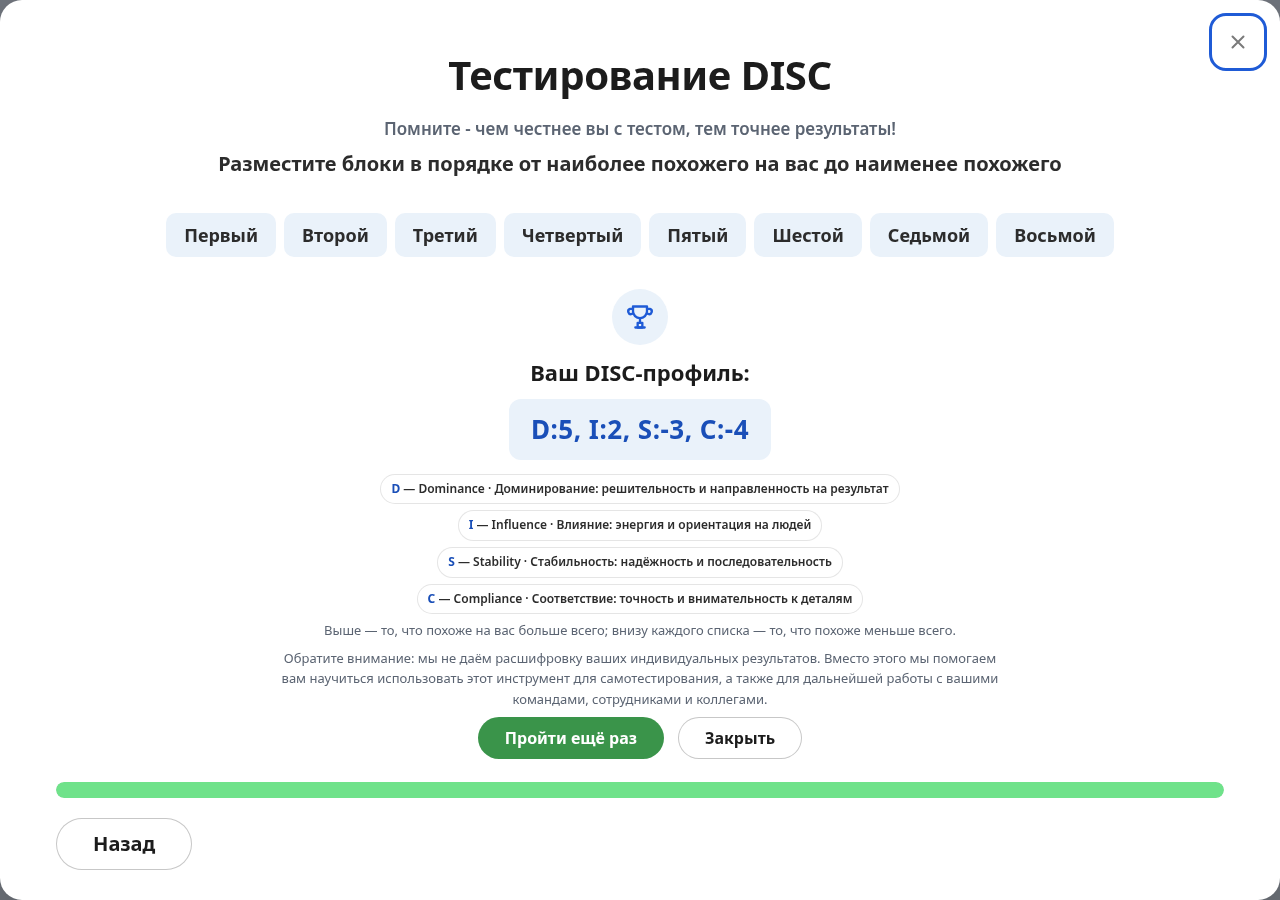 Тестирование DISC
Помните - чем честнее вы с тестом, тем точнее результаты!
Разместите блоки в порядке от наиболее похожего на вас до наименее похожего
Первый Второй Третий Четвертый Пятый Шестой Седьмой Восьмой
Ваш DISC-профиль:
D:5, I:2, S:-3, C:-4
D — Dominance · Доминирование: решительность и направленность на результат
I — Influence · Влияние: энергия и ориентация на людей
S — Stability · Стабильность: надёжность и последовательность
C — Compliance · Соответствие: точность и внимательность к деталям
Выше — то, что похоже на вас больше всего; внизу каждого списка — то, что похоже меньше всего.
Обратите внимание: мы не даём расшифровку ваших индивидуальных результатов. Вместо этого мы помогаем
вам научиться использовать этот инструмент для самотестирования, а также для дальнейшей работы с вашими
командами, сотрудниками и коллегами.
Пройти ещё раз Закрыть
Назад